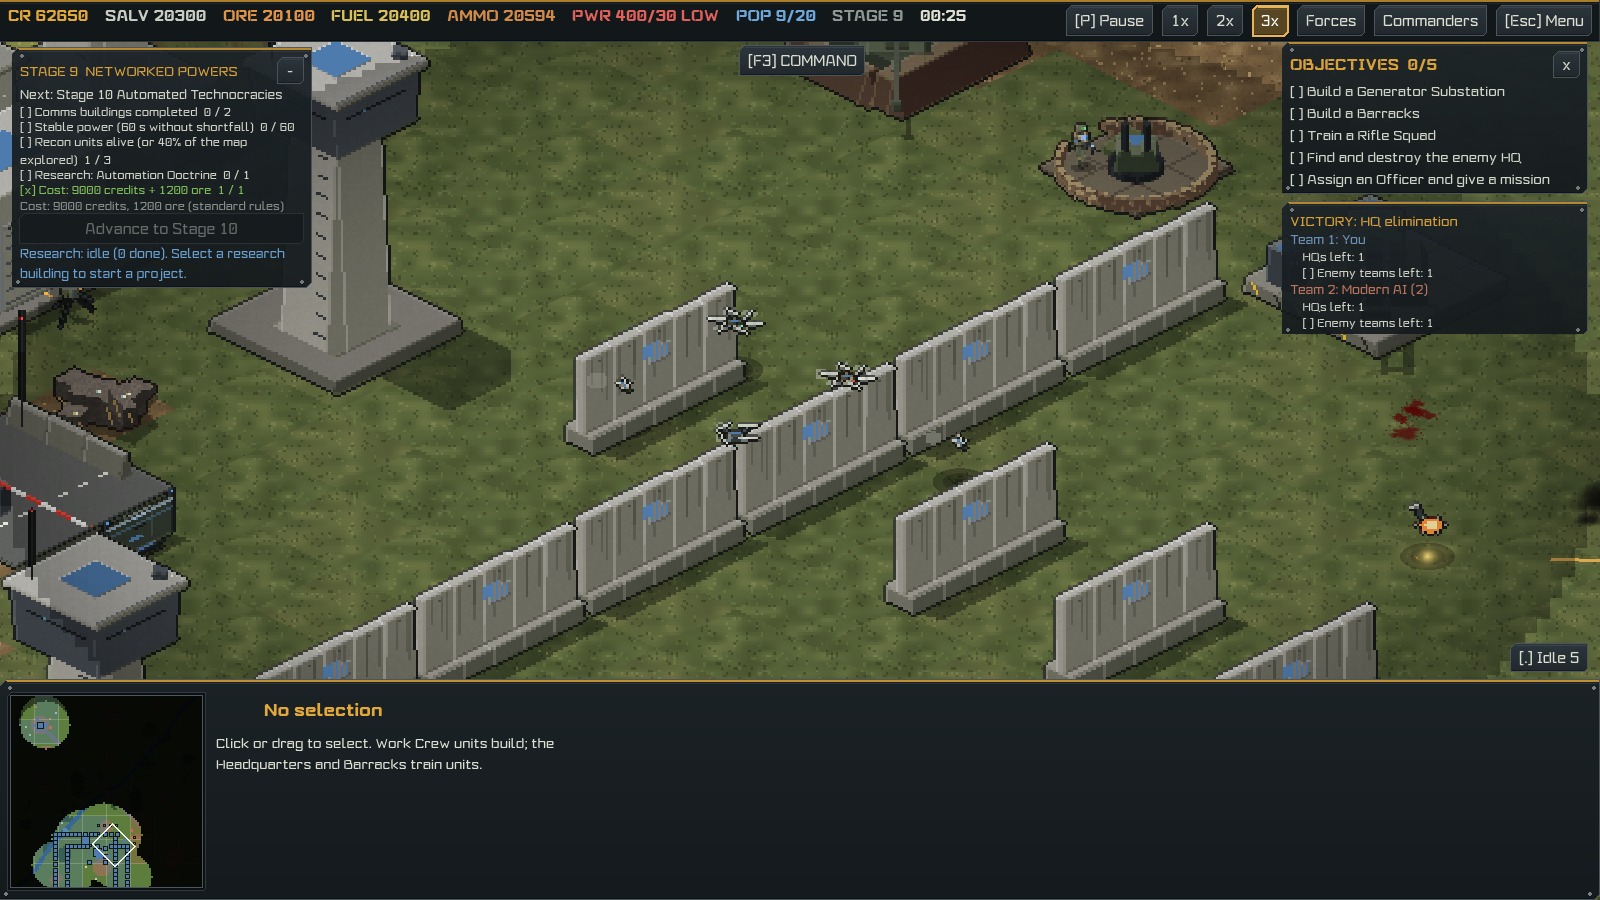 CR 62650 SALV 20300 ORE 20100 FUEL 20400 AMMO 20594 PWR 400/30 LOW POP 9/20 STAGE 9 00:25
[P] Pause 1x 2x 3x Forces Commanders [Esc] Menu
[F3] COMMAND
STAGE 9 NETWORKED POWERS -
Next: Stage 10 Automated Technocracies
[ ] Comms buildings completed 0 / 2
[ ] Stable power (60 s without shortfall) 0 / 60
[ ] Recon units alive (or 40% of the map
explored) 1 / 3
[ ] Research: Automation Doctrine 0 / 1
[x] Cost: 9000 credits + 1200 ore 1 / 1
Cost: 9000 credits, 1200 ore (standard rules)
Advance to Stage 10
Research: idle (0 done). Select a research
building to start a project.
OBJECTIVES 0/5 x
[ ] Build a Generator Substation
[ ] Build a Barracks
[ ] Train a Rifle Squad
[ ] Find and destroy the enemy HQ
[ ] Assign an Officer and give a mission
VICTORY: HQ elimination
Team 1: You
HQs left: 1
[ ] Enemy teams left: 1
Team 2: Modern AI (2)
HQs left: 1
[ ] Enemy teams left: 1
[.] Idle 5
No selection
Click or drag to select. Work Crew units build; the
Headquarters and Barracks train units.